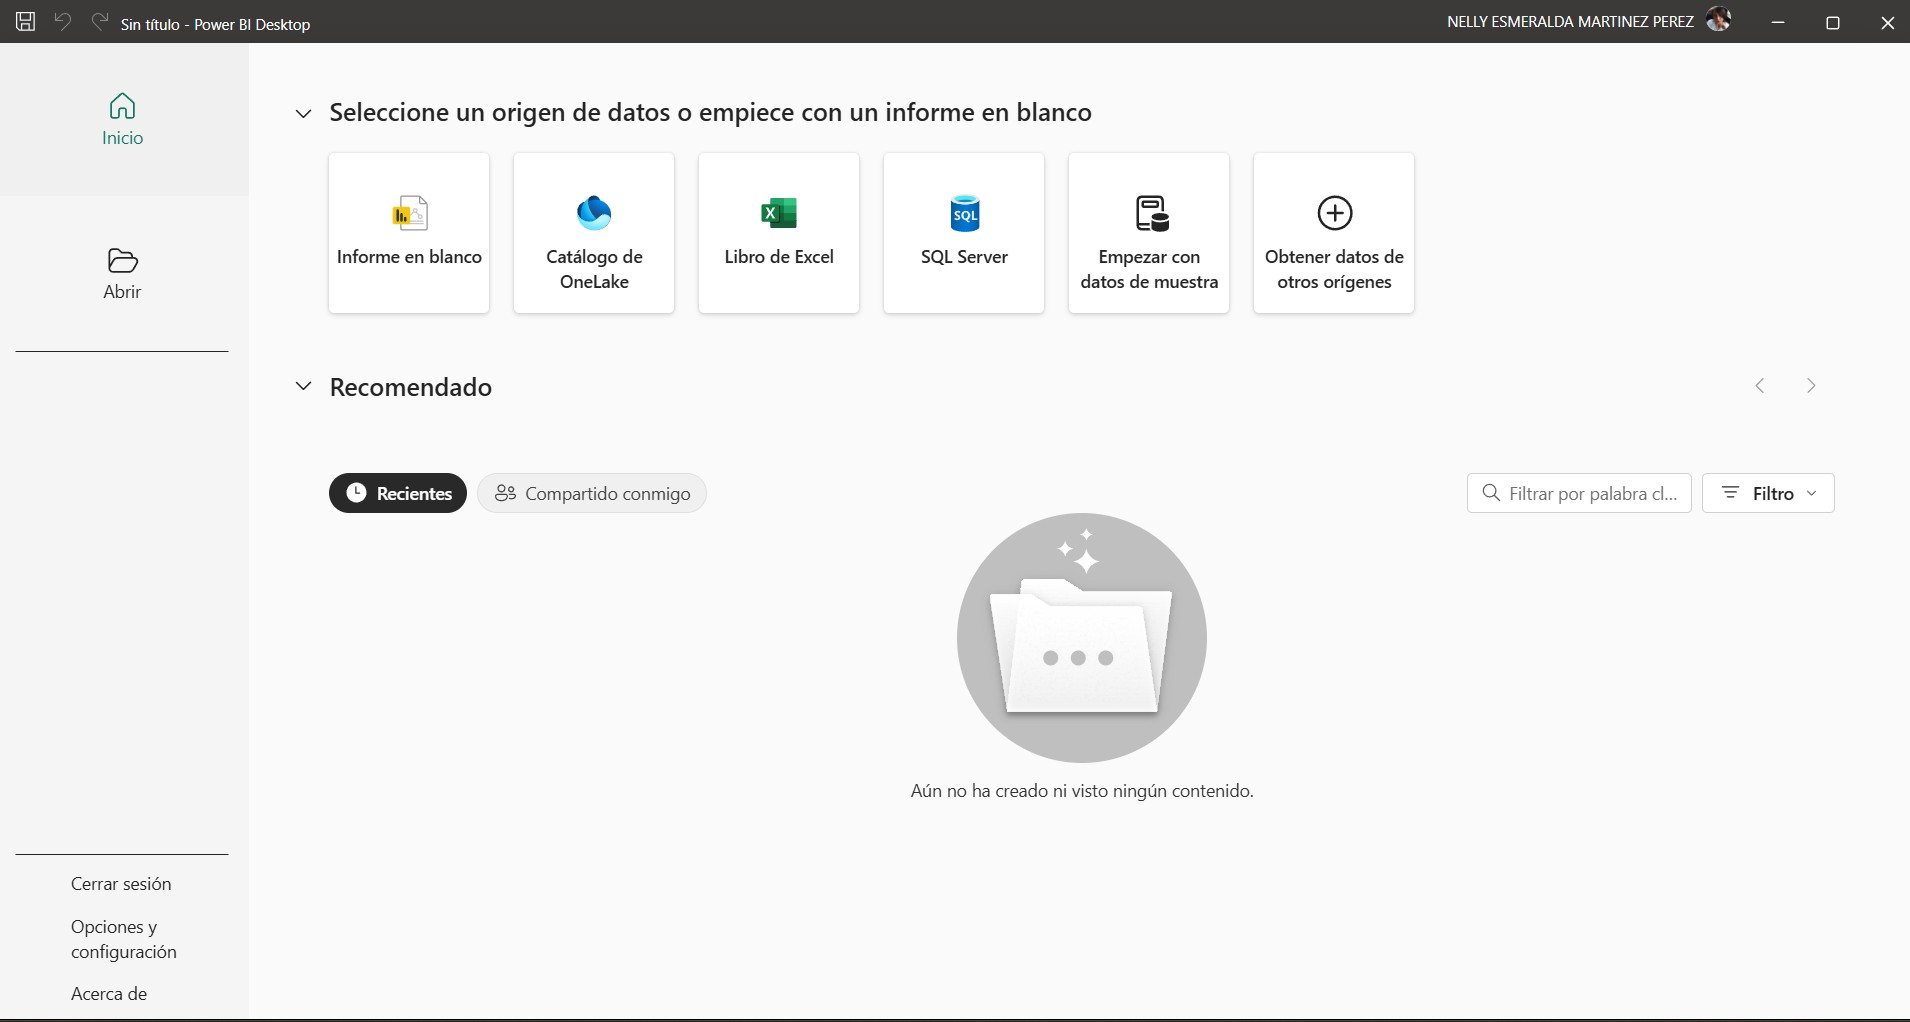 Sin título - Power BI Desktop
NELLY ESMERALDA MARTINEZ PEREZ
Inicio
Abrir
Seleccione un origen de datos o empiece con un informe en blanco
Informe en blanco
Catálogo de
OneLake
Libro de Excel
SQL
SQL Server
Empezar con
datos de muestra
Obtener datos de
otros orígenes
Recomendado
Recientes
Compartido conmigo
Filtrar por palabra cl...
Filtro
Aún no ha creado ni visto ningún contenido.
Cerrar sesión
Opciones y
configuración
Acerca de